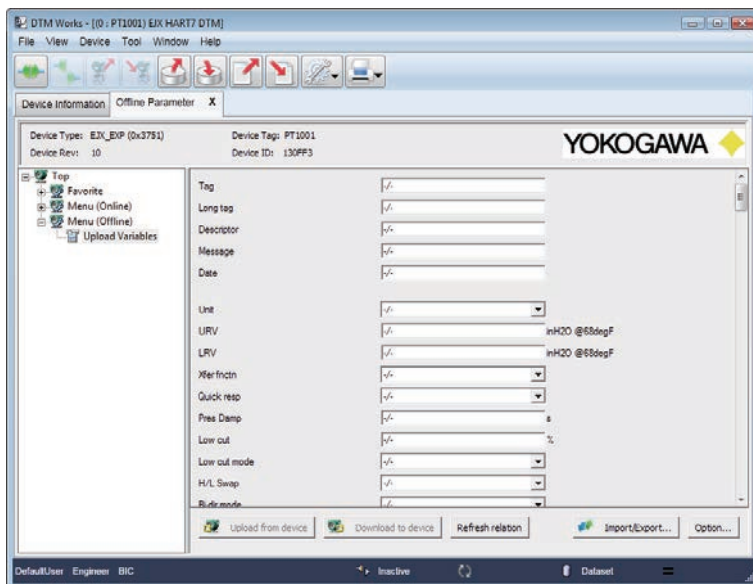 DTM Works - [(0 : PT1001) EJX HART7 DTM]
File View Device Tool Window Help
Device Information Offline Parameter X
Device Type: EJX_EXP (0x3751) Device Tag: PT1001
Device Rev: 10 Device ID: 130FF3
YOKOGAWA
Top
Favorite
Menu (Online)
Menu (Offline)
Upload Variables
Tag -/-
Long tag -/-
Descriptor -/-
Message -/-
Date -/-
Unit -/-
URV -/- inH2O @68degF
LRV -/- inH2O @68degF
Xfer fnctn -/-
Quick resp -/-
Pres Damp -/- s
Low cut -/- %
Low cut mode -/-
H/L Swap -/-
Bi-dir mode -/-
Upload from device Download to device Refresh relation Import/Export... Option...
DefaultUser Engineer BIC Inactive Dataset